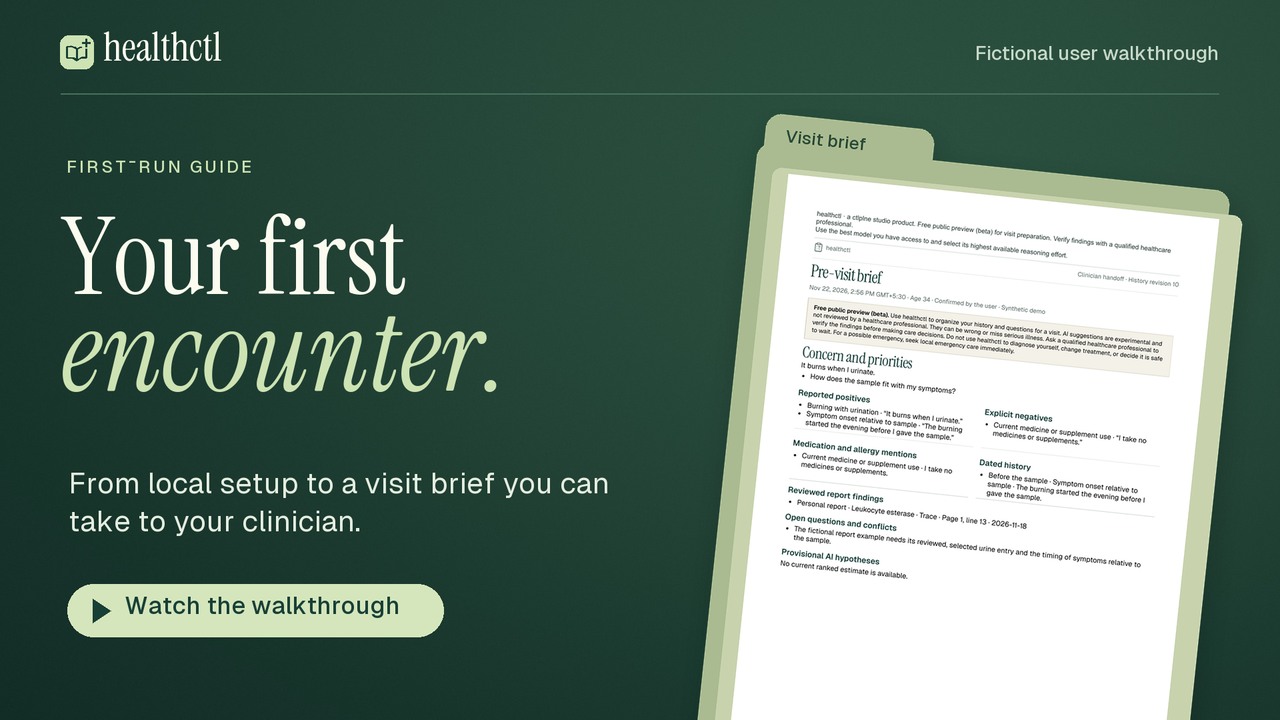 healthctl
Fictional user walkthrough
FIRST-RUN GUIDE
Your first
encounter.
From local setup to a visit brief you can
take to your clinician.
Watch the walkthrough
Visit brief
healthctl · a ctlplne studio product. Free public preview (beta) for visit preparation. Verify findings with a qualified healthcare
professional.
Use the best model you have access to and select its highest available reasoning effort.
healthctl
Clinician handoff · History revision 10
Pre-visit brief
Nov 22, 2026, 2:56 PM GMT+5:30 · Age 34 · Confirmed by the user · Synthetic demo
Free public preview (beta). Use healthctl to organize your history and questions for a visit. AI suggestions are experimental and
not reviewed by a healthcare professional. They can be wrong or miss serious illness. Ask a qualified healthcare professional to
verify the findings before making care decisions. Do not use healthctl to diagnose yourself, change treatment, or decide it is safe
to wait. For a possible emergency, seek local emergency care immediately.
Concern and priorities
It burns when I urinate.
• How does the sample fit with my symptoms?
Reported positives
• Burning with urination · "It burns when I urinate."
• Symptom onset relative to sample · "The burning
started the evening before I gave the sample."
Explicit negatives
• Current medicine or supplement use · "I take no
medicines or supplements."
Medication and allergy mentions
• Current medicine or supplement use · I take no
medicines or supplements.
Dated history
• Before the sample · Symptom onset relative to
sample · The burning started the evening before I
gave the sample.
Reviewed report findings
• Personal report · Leukocyte esterase · Trace · Page 1, line 13 · 2026-11-18
Open questions and conflicts
• The fictional report example needs its reviewed, selected urine entry and the timing of symptoms relative to
the sample.
Provisional AI hypotheses
No current ranked estimate is available.